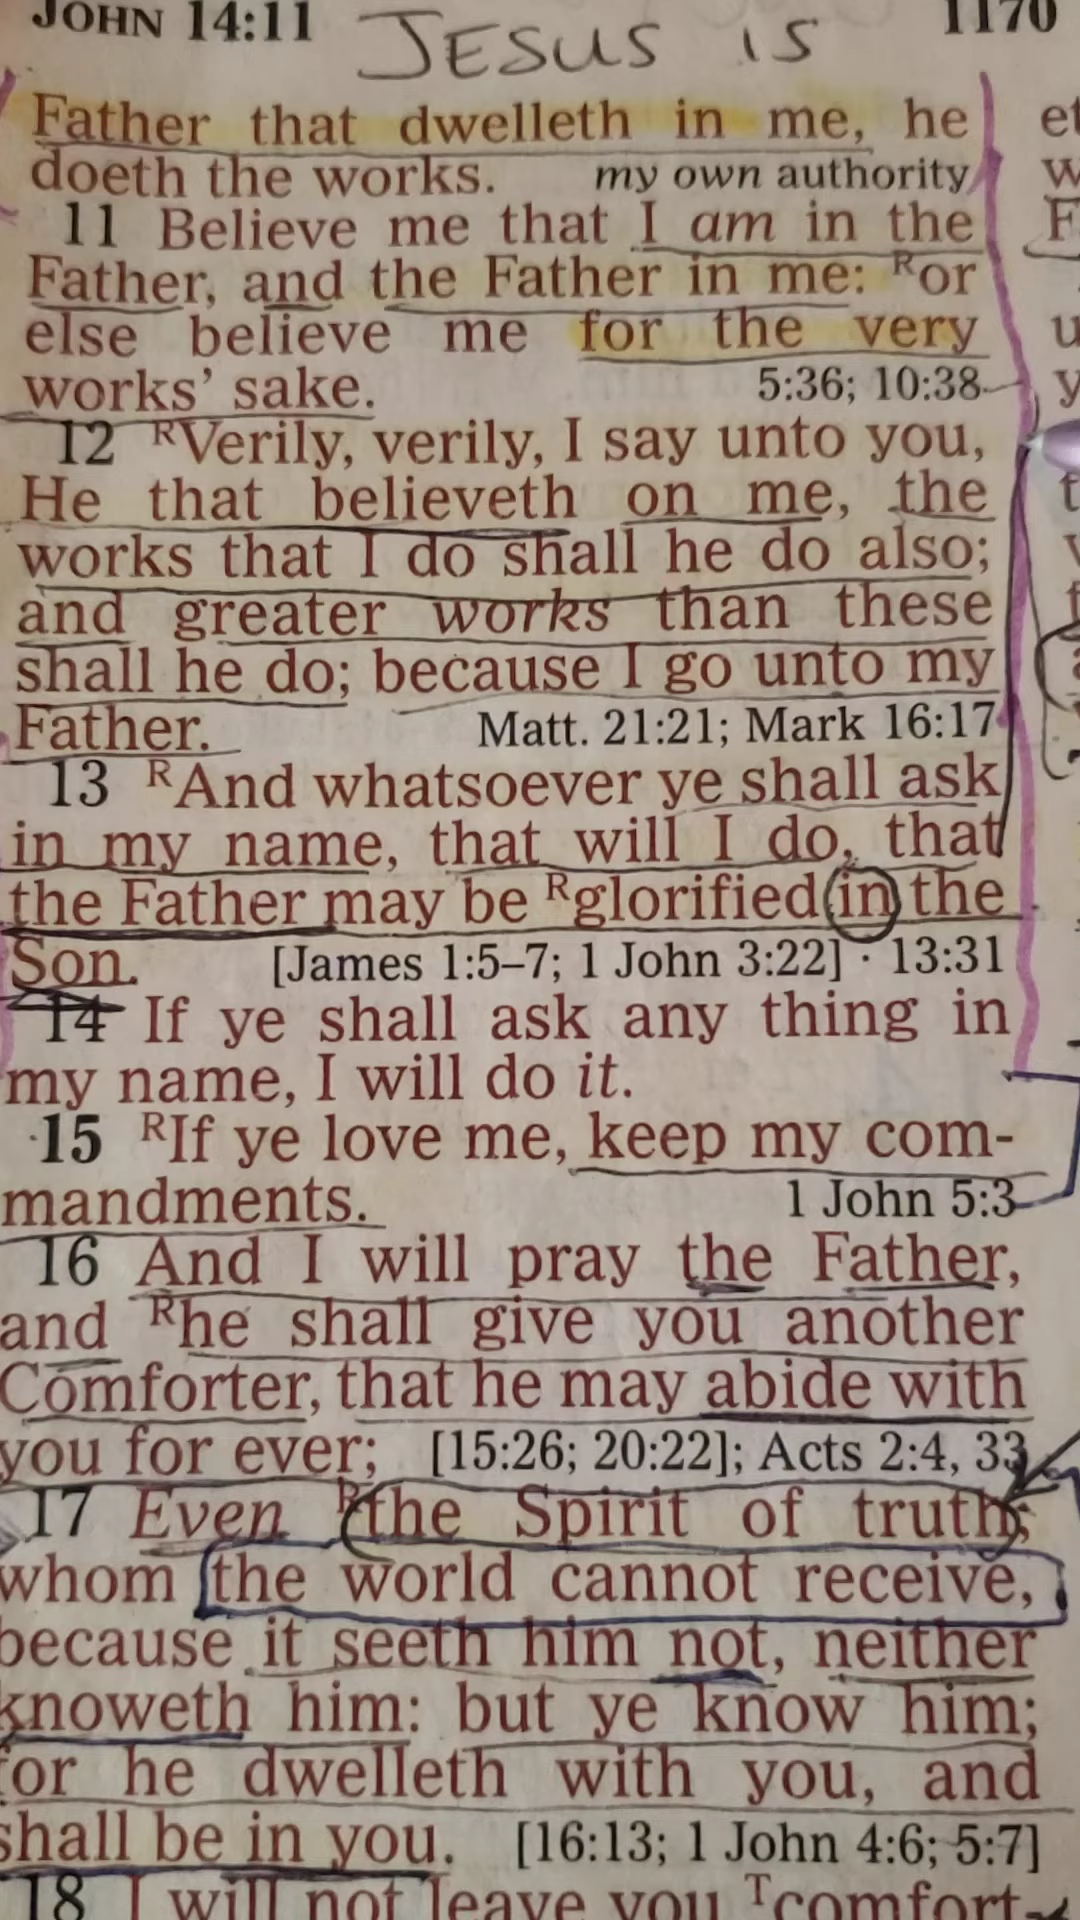 JOHN 14:11 JESUS IS 1170
Father that dwelleth in me, he
doeth the works. my own authority
11 Believe me that I am in the
Father, and the Father in me: Ror
else believe me for the very
works' sake. 5:36; 10:38
12 RVerily, verily, I say unto you,
He that believeth on me, the
works that I do shall he do also;
and greater works than these
shall he do; because I go unto my
Father. Matt. 21:21; Mark 16:17
13 RAnd whatsoever ye shall ask
in my name, that will I do, that
the Father may be Rglorified in the
Son. [James 1:5–7; 1 John 3:22] · 13:31
14 If ye shall ask any thing in
my name, I will do it.
15 RIf ye love me, keep my com-
mandments. 1 John 5:3
16 And I will pray the Father,
and Rhe shall give you another
Comforter, that he may abide with
you for ever; [15:26; 20:22]; Acts 2:4, 33
17 Even Rthe Spirit of truth;
whom the world cannot receive,
because it seeth him not, neither
knoweth him: but ye know him;
for he dwelleth with you, and
shall be in you. [16:13; 1 John 4:6; 5:7]
18 I will not leave you Tcomfort-